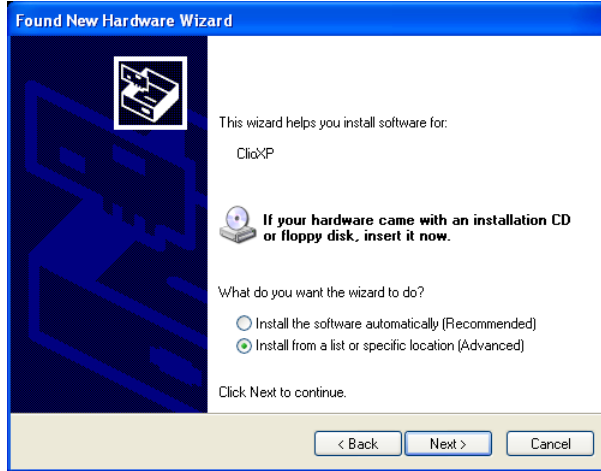 Found New Hardware Wizard
This wizard helps you install software for:
ClioXP
If your hardware came with an installation CD
or floppy disk, insert it now.
What do you want the wizard to do?
Install the software automatically (Recommended)
Install from a list or specific location (Advanced)
Click Next to continue.
< Back
Next >
Cancel